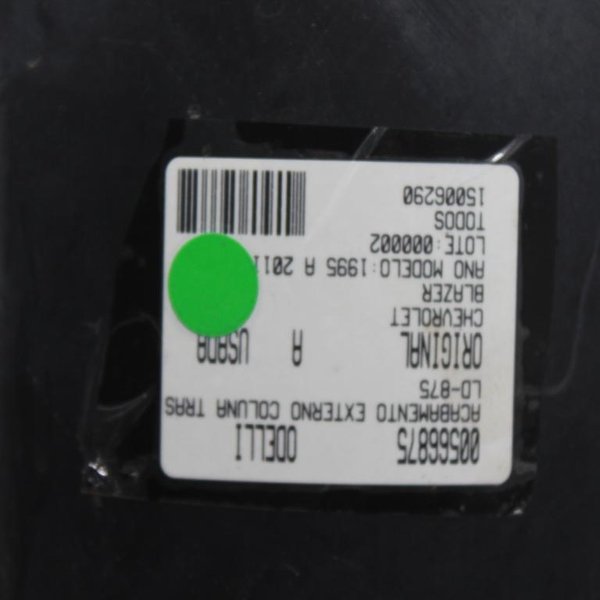 00566875 ODELLI
ACABAMENTO EXTERNO COLUNA TRAS
LD-875
ORIGINAL A USADA
CHEVROLET
BLAZER
ANO MODELO:1995 A 2011
LOTE:000002
TODOS
15006290